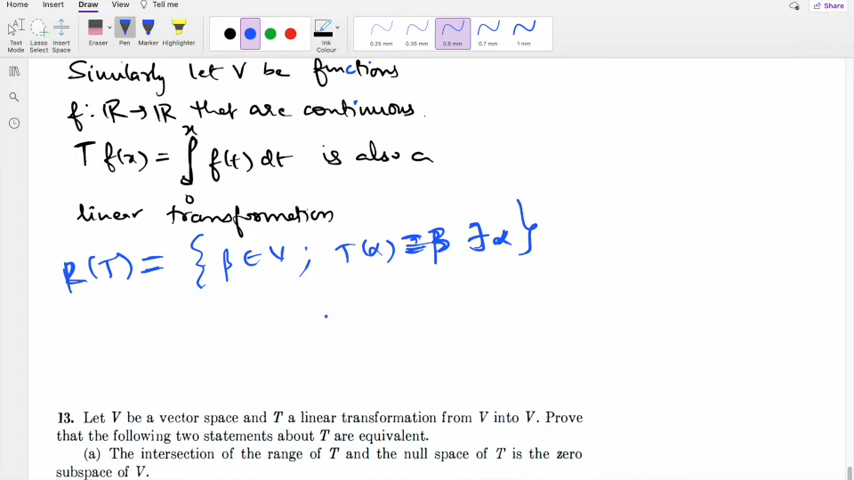 Home Insert Draw View Tell me Share
Text Mode Lasso Select Insert Space Eraser Pen Marker Highlighter Ink Colour 0.25 mm 0.35 mm 0.5 mm 0.7 mm 1 mm
Similarly let V be functions
f: ℝ→ℝ that are continuous.
T f(x) = ∫₀ˣ f(t) dt is also a
linear transformation
R(T) = { β ∈ V ; T(α) = β ∃ α }
13. Let V be a vector space and T a linear transformation from V into V. Prove
that the following two statements about T are equivalent.
(a) The intersection of the range of T and the null space of T is the zero
subspace of V.